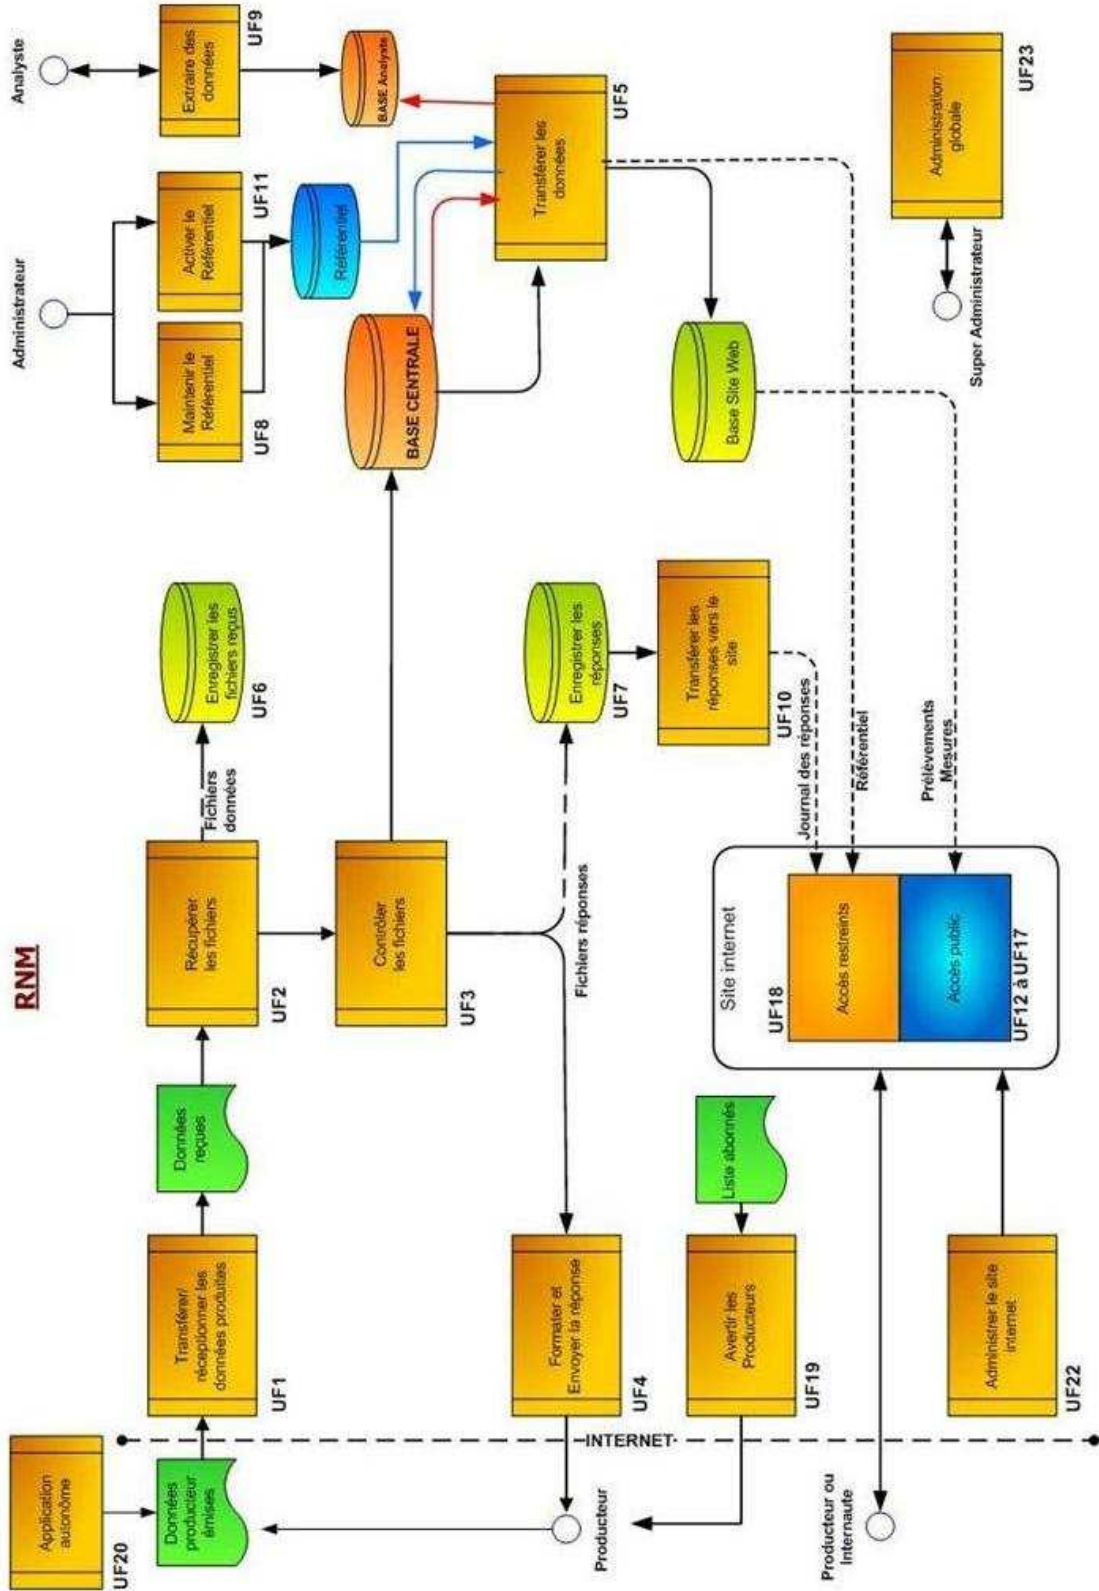 RNM
Application
autonôme
UF20
Données
producteur
émises
Transférer/
réceptionner les
données produites
UF1
Données
reçues
Récupérer
les fichiers
UF2
Fichiers
données
Enregistrer les
fichiers reçus
UF6
Administrateur
Maintenir le
Référentiel
UF8
Activer le
Référentiel
UF11
Analyste
Extraire des
données
UF9
Référentiel
BASE Analyste
Contrôler
les fichiers
UF3
BASE CENTRALE
Fichiers réponses
Formater et
Envoyer la réponse
UF4
Enregistrer les
réponses
UF7
Transférer les
données
UF5
INTERNET
Producteur
Avertir les
Producteurs
UF19
Liste abonnés
Transférer les
réponses vers le
site
UF10
Base Site Web
Journal des réponses
Référentiel
Prélèvements
Mesures
Site internet
UF18
Accès restreints
Accès public
UF12 à UF17
Producteur ou
Internaute
Administrer le site
internet
UF22
Super Administrateur
Administration
globale
UF23